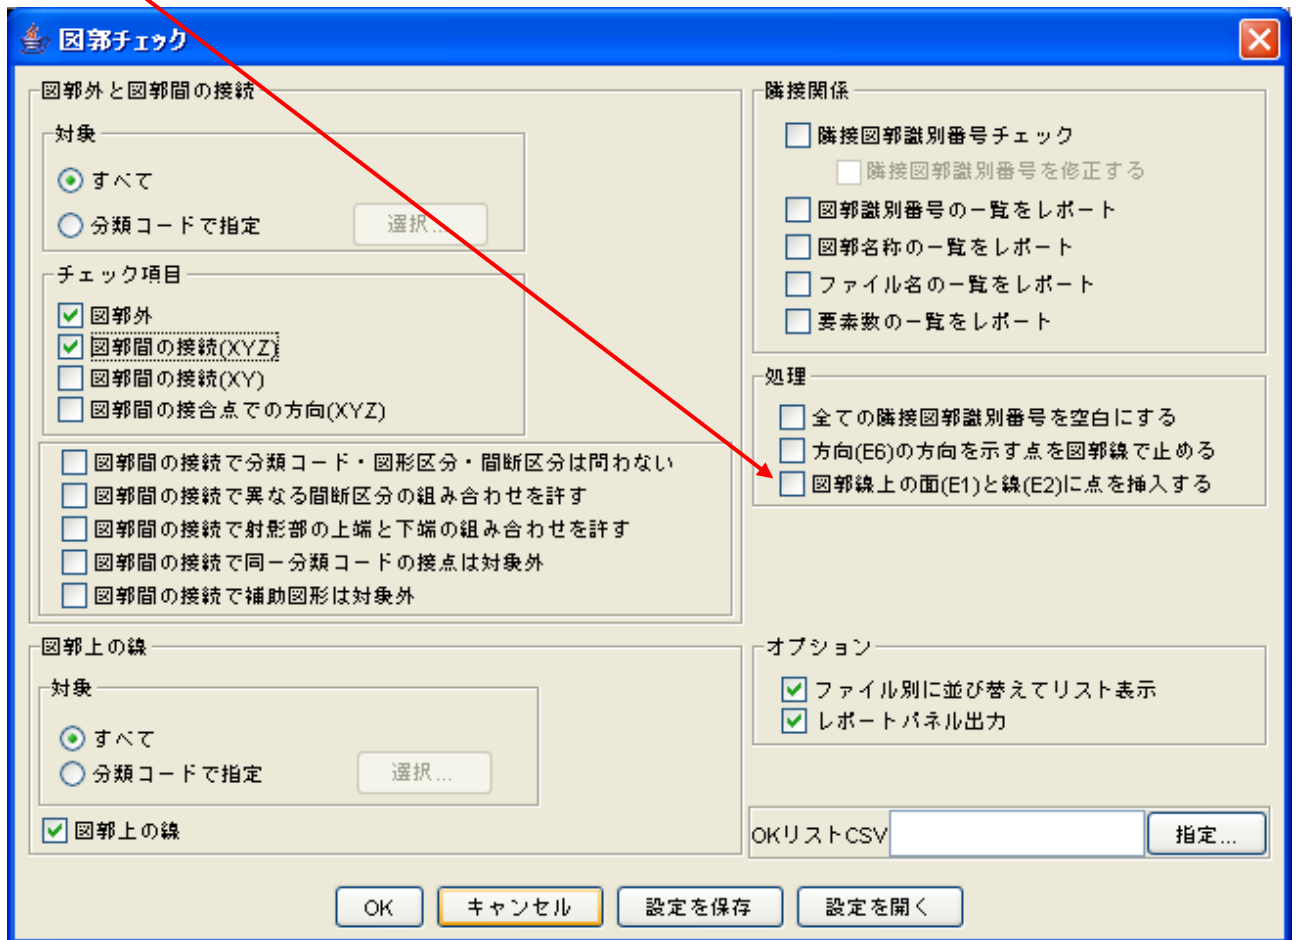 図郭チェック
図郭外と図郭間の接続
対象
すべて
分類コードで指定
選択...
チェック項目
図郭外
図郭間の接続(XYZ)
図郭間の接続(XY)
図郭間の接合点での方向(XYZ)
図郭間の接続で分類コード・図形区分・間断区分は問わない
図郭間の接続で異なる間断区分の組み合わせを許す
図郭間の接続で射影部の上端と下端の組み合わせを許す
図郭間の接続で同一分類コードの接点は対象外
図郭間の接続で補助図形は対象外
図郭上の線
対象
すべて
分類コードで指定
選択...
図郭上の線
隣接関係
隣接図郭識別番号チェック
隣接図郭識別番号を修正する
図郭識別番号の一覧をレポート
図郭名称の一覧をレポート
ファイル名の一覧をレポート
要素数の一覧をレポート
処理
全ての隣接図郭識別番号を空白にする
方向(E6)の方向を示す点を図郭線で止める
図郭線上の面(E1)と線(E2)に点を挿入する
オプション
ファイル別に並び替えてリスト表示
レポートパネル出力
OKリストCSV
指定...
OK
キャンセル
設定を保存
設定を開く